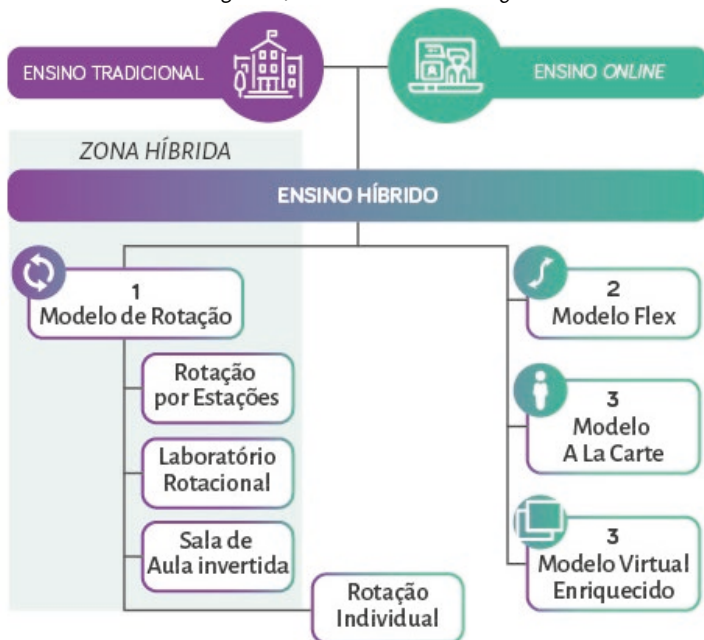 ENSINO TRADICIONAL
ENSINO ONLINE
ZONA HÍBRIDA
ENSINO HÍBRIDO
1
Modelo de Rotação
Rotação
por Estações
Laboratório
Rotacional
Sala de
Aula invertida
Rotação
Individual
2
Modelo Flex
3
Modelo
A La Carte
3
Modelo Virtual
Enriquecido